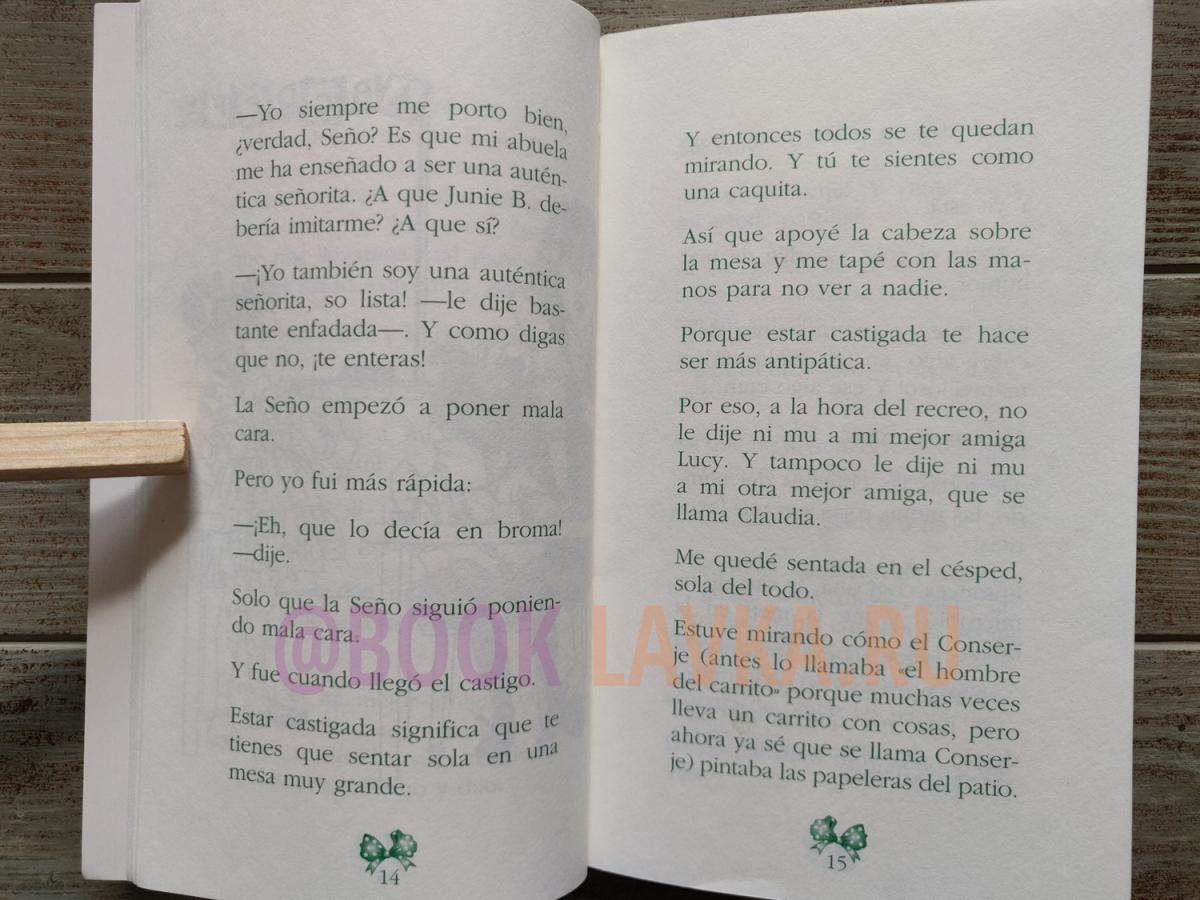 —Yo siempre me porto bien,
¿verdad, Seño? Es que mi abuela
me ha enseñado a ser una autén-
tica señorita. ¿A que Junie B. de-
bería imitarme? ¿A que sí?
—¡Yo también soy una auténtica
señorita, so lista! —le dije bas-
tante enfadada—. Y como digas
que no, ¡te enteras!
La Seño empezó a poner mala
cara.
Pero yo fui más rápida:
—¡Eh, que lo decía en broma!
—dije.
Solo que la Seño siguió ponien-
do mala cara.
Y fue cuando llegó el castigo.
Estar castigada significa que te
tienes que sentar sola en una
mesa muy grande.
14
Y entonces todos se te quedan
mirando. Y tú te sientes como
una caquita.
Así que apoyé la cabeza sobre
la mesa y me tapé con las ma-
nos para no ver a nadie.
Porque estar castigada te hace
ser más antipática.
Por eso, a la hora del recreo, no
le dije ni mu a mi mejor amiga
Lucy. Y tampoco le dije ni mu
a mi otra mejor amiga, que se
llama Claudia.
Me quedé sentada en el césped,
sola del todo.
Estuve mirando cómo el Conser-
je (antes lo llamaba «el hombre
del carrito» porque muchas veces
lleva un carrito con cosas, pero
ahora ya sé que se llama Conser-
je) pintaba las papeleras del patio.
15
@BOOK LAVKA.RU